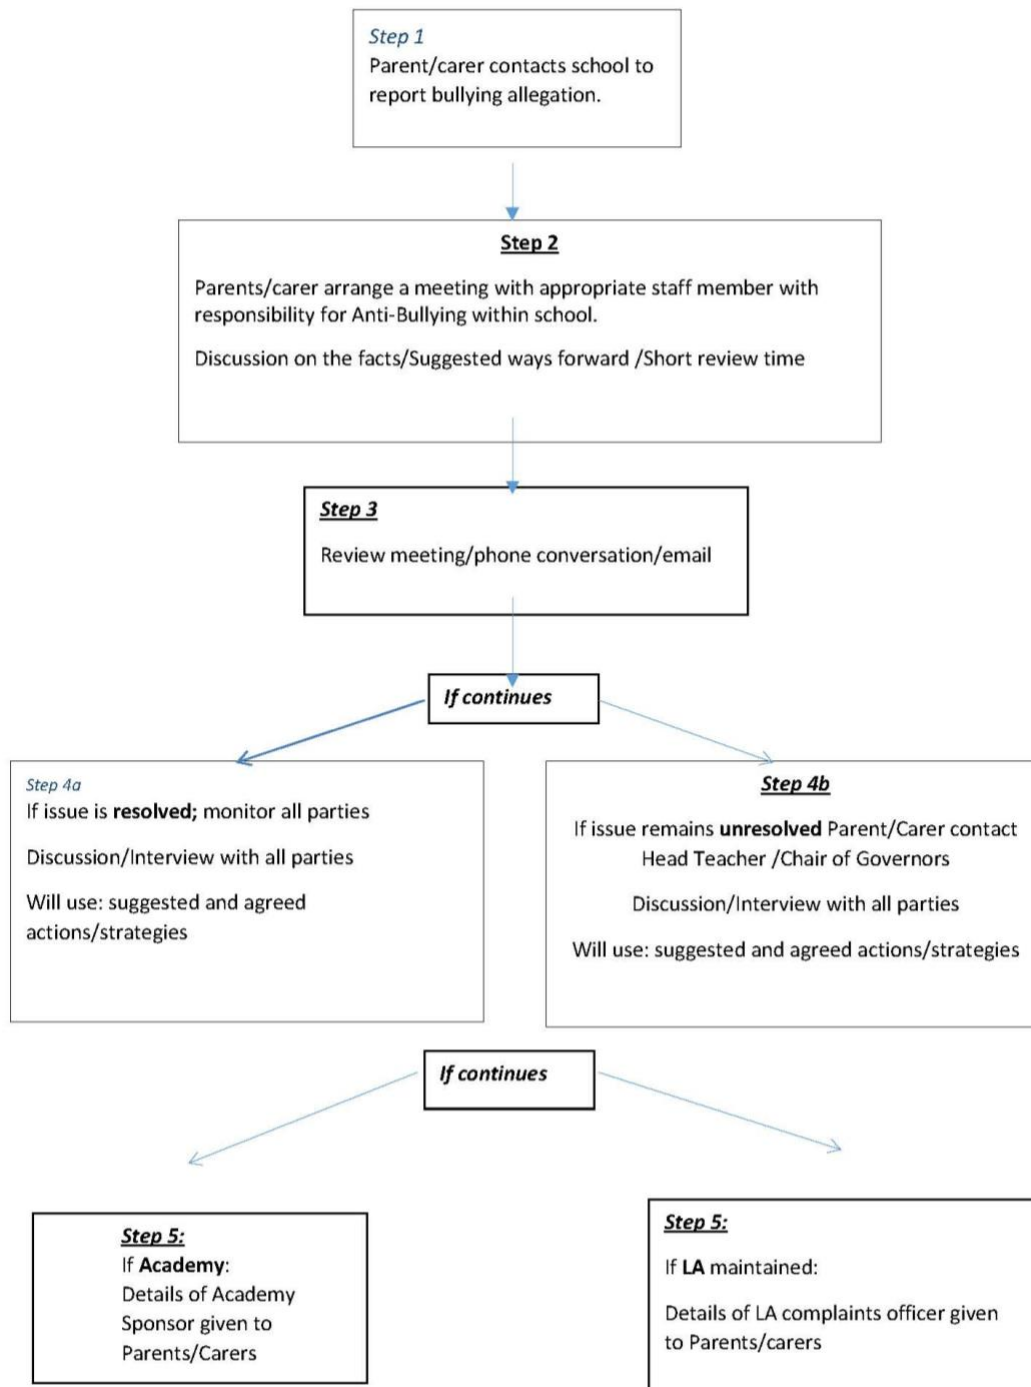 Step 1
Parent/carer contacts school to
report bullying allegation.
Step 2
Parents/carer arrange a meeting with appropriate staff member with
responsibility for Anti-Bullying within school.
Discussion on the facts/Suggested ways forward /Short review time
Step 3
Review meeting/phone conversation/email
If continues
Step 4a
If issue is resolved; monitor all parties
Discussion/Interview with all parties
Will use: suggested and agreed
actions/strategies
Step 4b
If issue remains unresolved Parent/Carer contact
Head Teacher /Chair of Governors
Discussion/Interview with all parties
Will use: suggested and agreed actions/strategies
If continues
Step 5:
If Academy:
Details of Academy
Sponsor given to
Parents/Carers
Step 5:
If LA maintained:
Details of LA complaints officer given
to Parents/carers